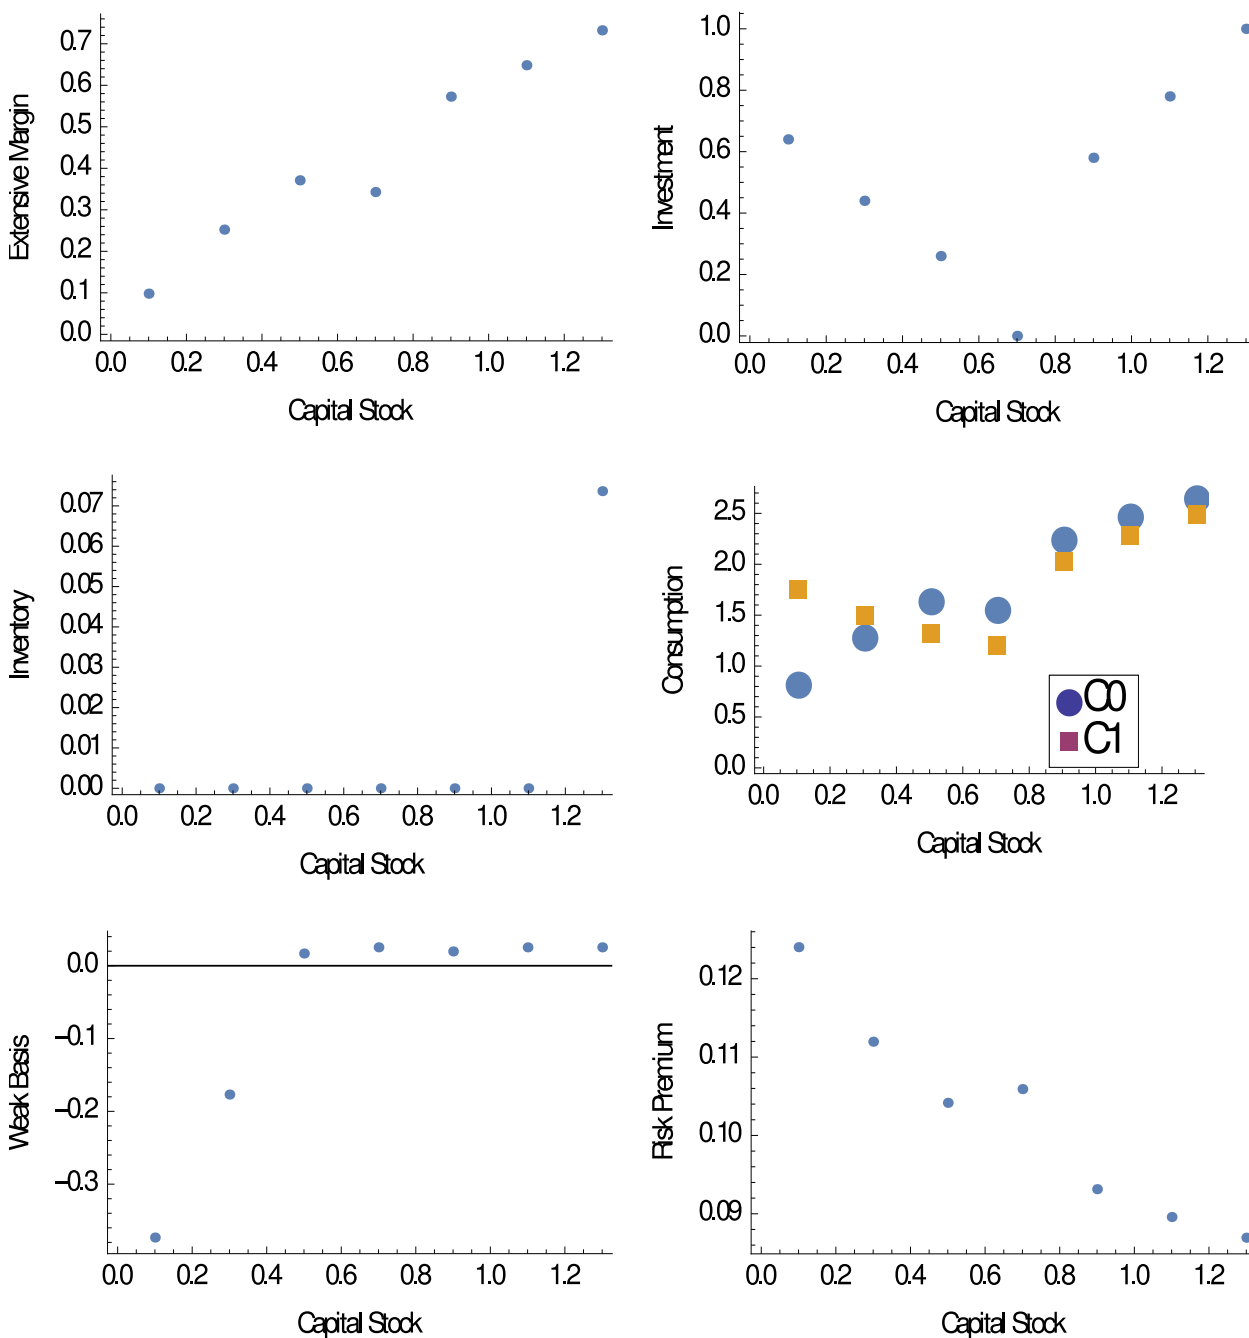 Extensive Margin
0.7
0.6
0.5
0.4
0.3
0.2
0.1
0.0
0.0 0.2 0.4 0.6 0.8 1.0 1.2
Capital Stock
Investment
1.0
0.8
0.6
0.4
0.2
0.0
0.0 0.2 0.4 0.6 0.8 1.0 1.2
Capital Stock
Inventory
0.07
0.06
0.05
0.04
0.03
0.02
0.01
0.00
0.0 0.2 0.4 0.6 0.8 1.0 1.2
Capital Stock
Consumption
2.5
2.0
1.5
1.0
0.5
0.0
C0
C1
0.0 0.2 0.4 0.6 0.8 1.0 1.2
Capital Stock
Weak Basis
0.0
−0.1
−0.2
−0.3
0.0 0.2 0.4 0.6 0.8 1.0 1.2
Capital Stock
Risk Premium
0.12
0.11
0.10
0.09
0.0 0.2 0.4 0.6 0.8 1.0 1.2
Capital Stock